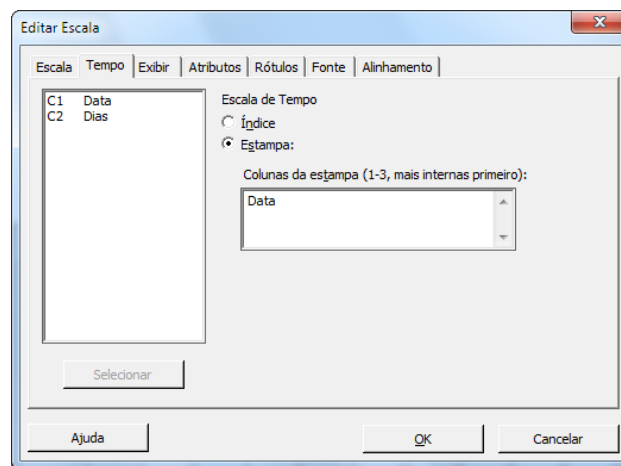 Editar Escala
Escala Tempo Exibir Atributos Rótulos Fonte Alinhamento
C1 Data
C2 Dias
Escala de Tempo
Índice
Estampa:
Colunas da estampa (1-3, mais internas primeiro):
Data
Selecionar
Ajuda
OK
Cancelar